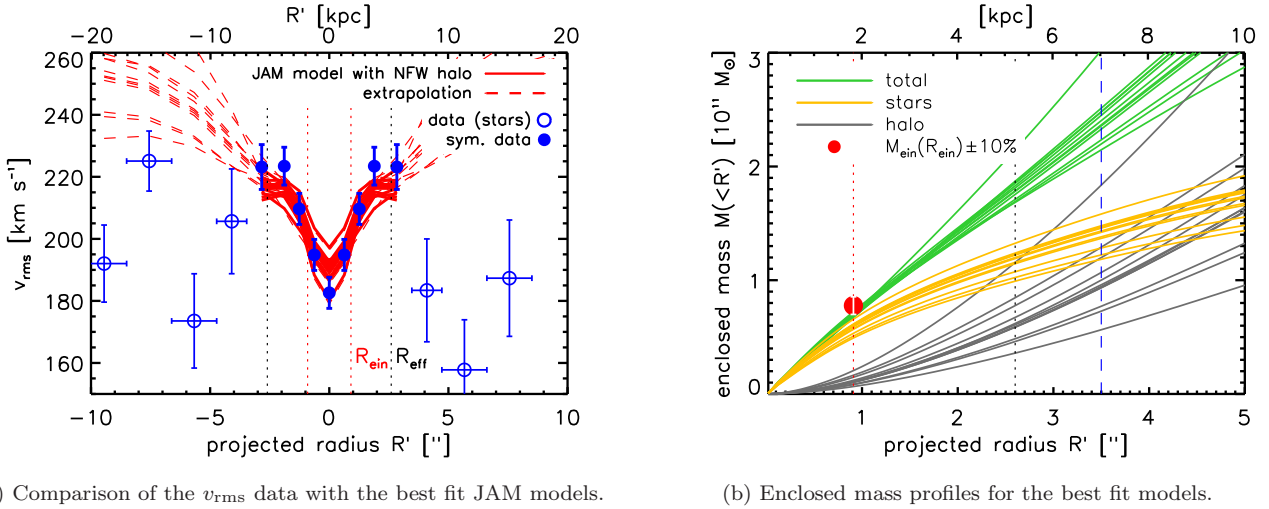 R' [kpc]
−20 −10 0 10 20
260
240
220
200
180
160
v_rms [km s⁻¹]
JAM model with NFW halo
extrapolation
data (stars)
sym. data
R_ein R_eff
−10 −5 0 5 10
projected radius R' ["]
) Comparison of the v_rms data with the best fit JAM models.
[kpc]
2 4 6 8 10
3
2
1
0
enclosed mass M(<R') [10¹¹ M☉]
total
stars
halo
M_ein(R_ein)±10%
1 2 3 4 5
projected radius R' ["]
(b) Enclosed mass profiles for the best fit models.